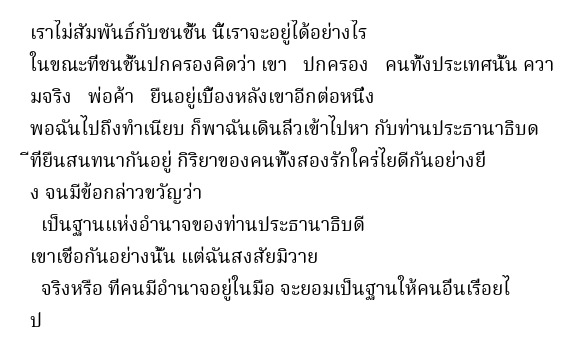 เราไม่สัมพันธ์กับชนชั้น นี้เราจะอยู่ได้อย่างไร
ในขณะที่ชนชั้นปกครองคิดว่า เขา ปกครอง คนทั้งประเทศนั้น ควา
มจริง พ่อค้า ยืนอยู่เบื้องหลังเขาอีกต่อหนึ่ง
พอฉันไปถึงทำเนียบ ก็พาฉันเดินลิ่วเข้าไปหา กับท่านประธานาธิบด
ีที่ยืนสนทนากันอยู่ กิริยาของคนทั้งสองรักใคร่ไยดีกันอย่างยิ่
ง จนมีข้อกล่าวขวัญว่า
เป็นฐานแห่งอำนาจของท่านประธานาธิบดี
เขาเชื่อกันอย่างนั้น แต่ฉันสงสัยมิวาย
จริงหรือ ที่คนมีอำนาจอยู่ในมือ จะยอมเป็นฐานให้คนอื่นเรื่อยไ
ป